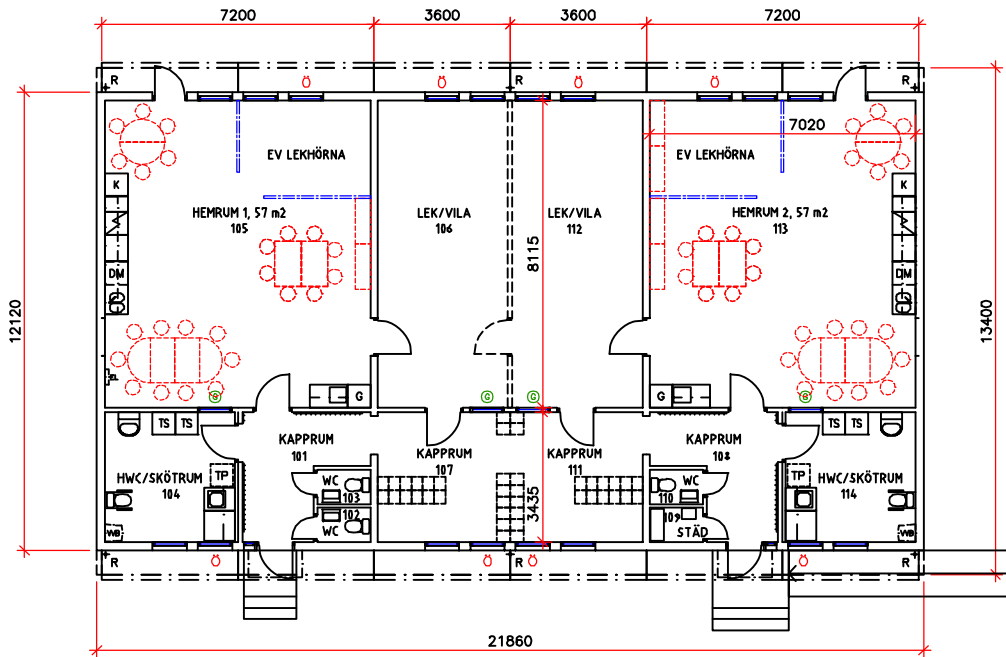 7200
3600
3600
7200
R
Ö
R
Ö
Ö
R
7020
EV LEKHÖRNA
EV LEKHÖRNA
K
K
HEMRUM 1, 57 m2
105
LEK/VILA
106
LEK/VILA
112
HEMRUM 2, 57 m2
113
8115
DM
DM
12120
13400
G
G
G
G
G
G
TS
TS
TS
TS
KAPPRUM
101
KAPPRUM
107
KAPPRUM
111
KAPPRUM
108
HWC/SKÖTRUM
104
TP
WC
103
102
WC
WC
110
109
STÄD
TP
HWC/SKÖTRUM
114
3435
WB
WB
R
Ö
Ö
R
Ö
Ö
R
21860